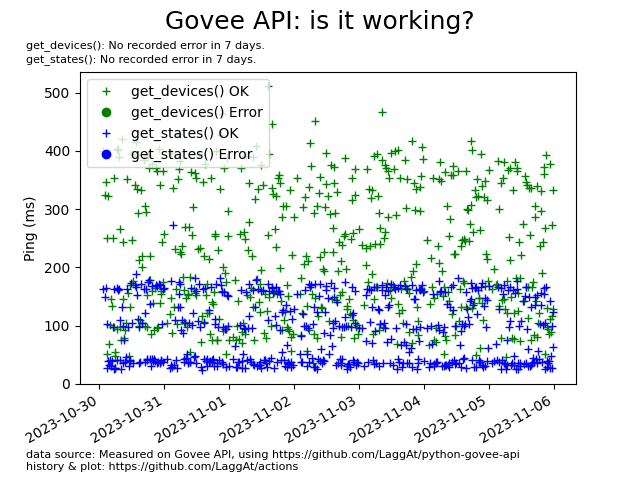 Govee API: is it working?
get_devices(): No recorded error in 7 days.
get_states(): No recorded error in 7 days.
get_devices() OK
get_devices() Error
get_states() OK
get_states() Error
Ping (ms)
500
400
300
200
100
0
2023-10-30
2023-10-31
2023-11-01
2023-11-02
2023-11-03
2023-11-04
2023-11-05
2023-11-06
data source: Measured on Govee API, using https://github.com/LaggAt/python-govee-api
history & plot: https://github.com/LaggAt/actions